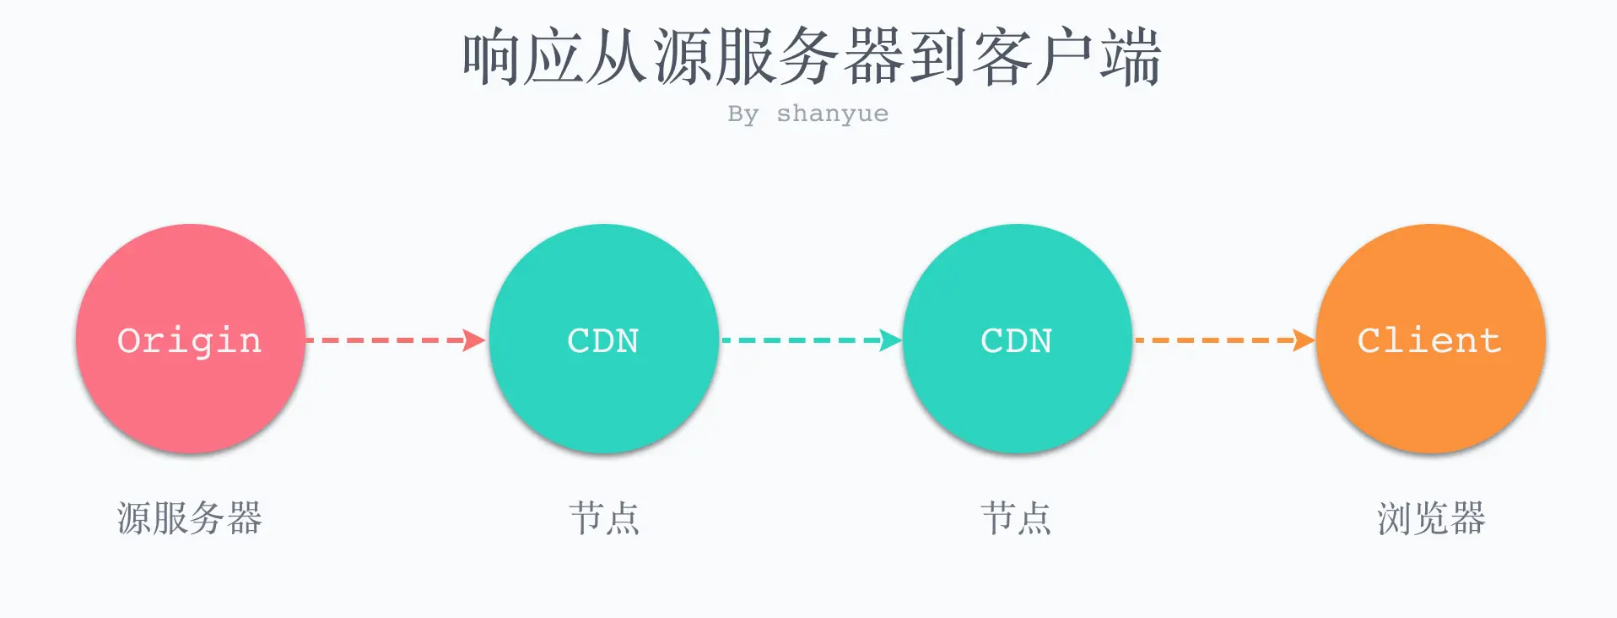 响应从源服务器到客户端
By shanyue
Origin
CDN
CDN
Client
源服务器
节点
节点
浏览器